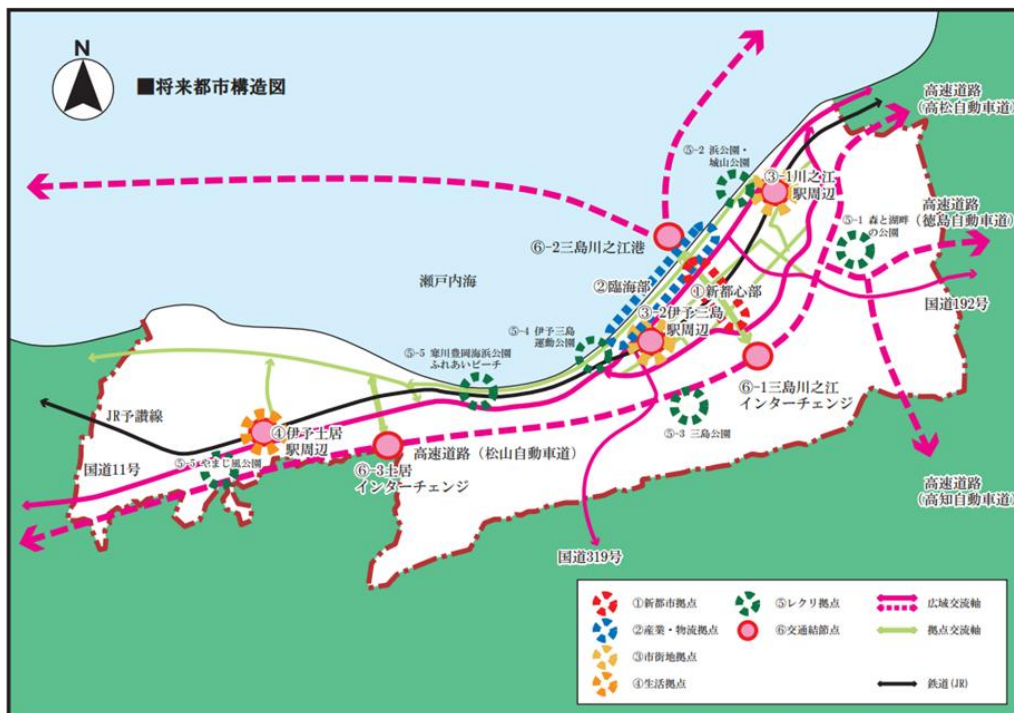 N
■将来都市構造図
高速道路
(高松自動車道)
⑤-2 浜公園・
城山公園
③-1川之江
駅周辺
高速道路
(徳島自動車道)
⑤-1 森と湖畔
の公園
⑥-2三島川之江港
瀬戸内海
②臨海部
①新都心部
国道192号
③-2伊予三島
駅周辺
⑤-4 伊予三島
運動公園
⑤-5 寒川豊岡海浜公園
ふれあいビーチ
⑥-1三島川之江
インターチェンジ
JR予讃線
④伊予土居
駅周辺
⑤-3 三島公園
高速道路(松山自動車道)
国道11号
⑤-5 やまじ風公園
⑥-3土居
インターチェンジ
高速道路
(高知自動車道)
国道319号
①新都市拠点
⑤レクリ拠点
広域交流軸
②産業・物流拠点
⑥交通結節点
拠点交流軸
③市街地拠点
④生活拠点
鉄道(JR)